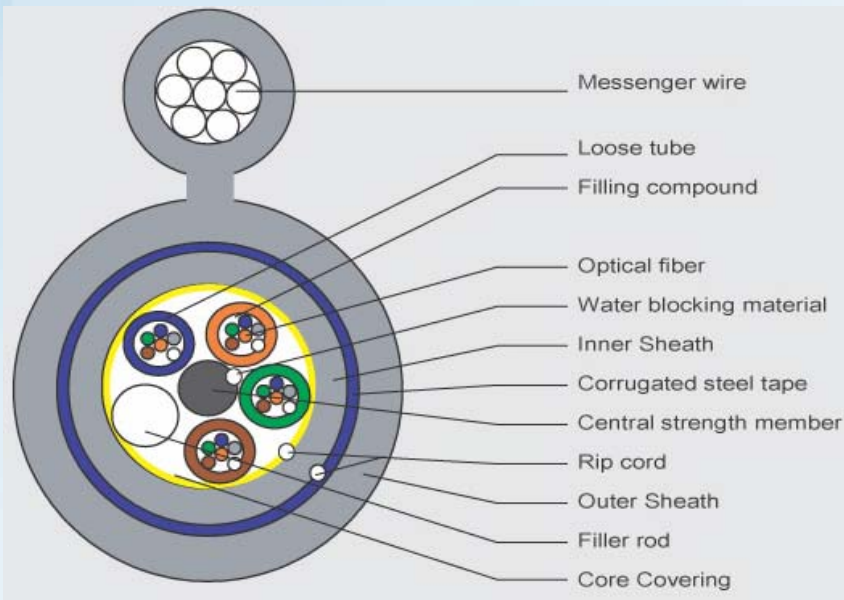 Messenger wire
Loose tube
Filling compound
Optical fiber
Water blocking material
Inner Sheath
Corrugated steel tape
Central strength member
Rip cord
Outer Sheath
Filler rod
Core Covering